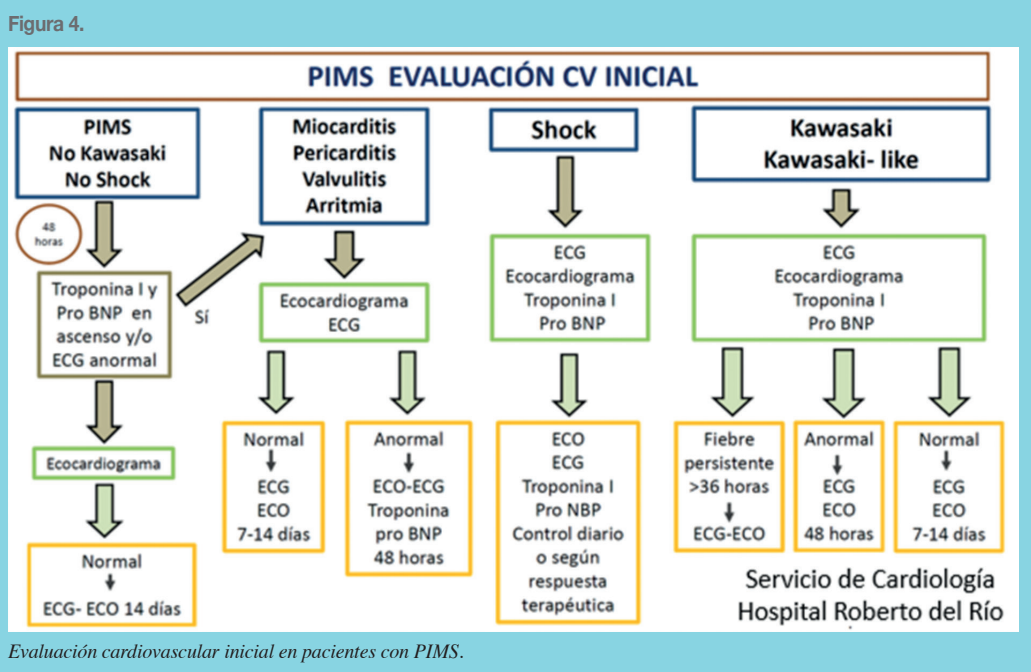 Figura 4.
PIMS EVALUACIÓN CV INICIAL
PIMS
No Kawasaki
No Shock
48
horas
Troponina I y
Pro BNP en
ascenso y/o
ECG anormal
Sí
Ecocardiograma
Normal
ECG- ECO 14 días
Miocarditis
Pericarditis
Valvulitis
Arritmia
Ecocardiograma
ECG
Normal
ECG
ECO
7-14 días
Anormal
ECO-ECG
Troponina
pro BNP
48 horas
Shock
ECG
Ecocardiograma
Troponina I
Pro BNP
ECO
ECG
Troponina I
Pro NBP
Control diario
o según
respuesta
terapéutica
Kawasaki
Kawasaki- like
ECG
Ecocardiograma
Troponina I
Pro BNP
Fiebre
persistente
>36 horas
ECG-ECO
Anormal
ECG
ECO
48 horas
Normal
ECG
ECO
7-14 días
Servicio de Cardiología
Hospital Roberto del Río
Evaluación cardiovascular inicial en pacientes con PIMS.